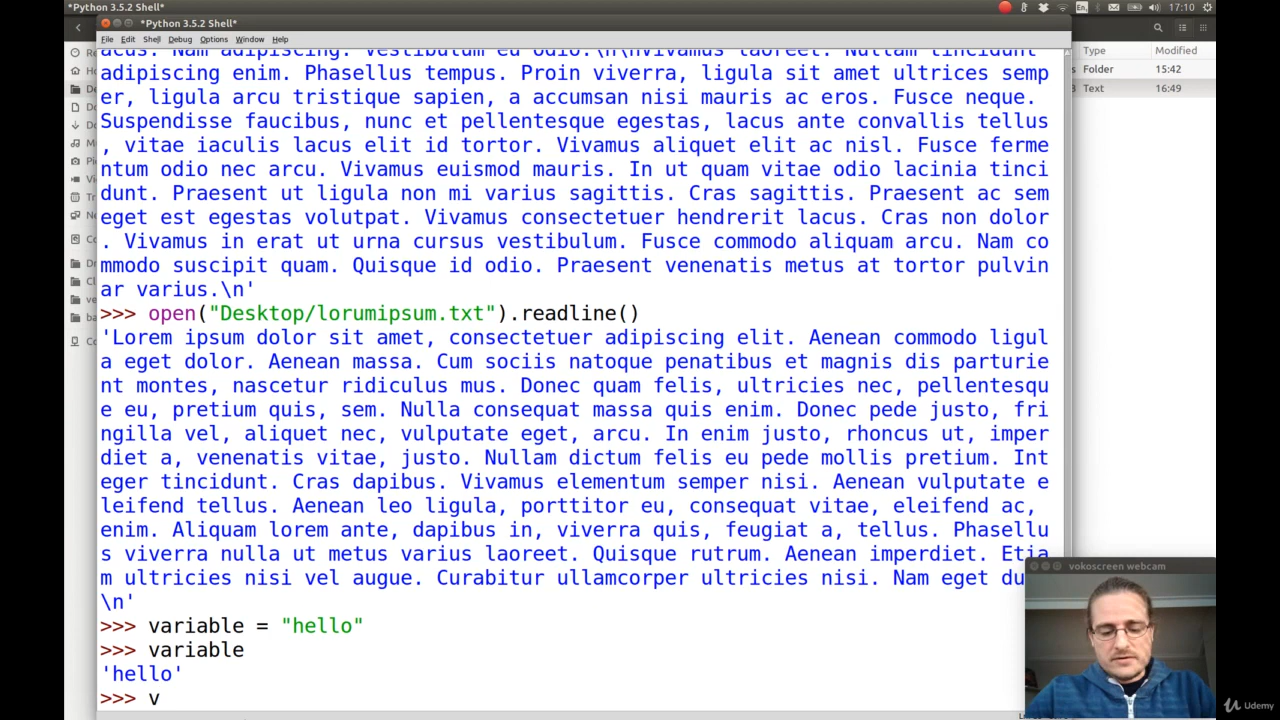 *Python 3.5.2 Shell*
En
17:10
*Python 3.5.2 Shell*
File Edit Shell Debug Options Window Help
Type Modified
Folder 15:42
Text 16:49
acus. Nam adipiscing. Vestibulum eu odio.\n\nVivamus laoreet. Nullam tincidunt
adipiscing enim. Phasellus tempus. Proin viverra, ligula sit amet ultrices semp
er, ligula arcu tristique sapien, a accumsan nisi mauris ac eros. Fusce neque.
Suspendisse faucibus, nunc et pellentesque egestas, lacus ante convallis tellus
, vitae iaculis lacus elit id tortor. Vivamus aliquet elit ac nisl. Fusce ferme
ntum odio nec arcu. Vivamus euismod mauris. In ut quam vitae odio lacinia tinci
dunt. Praesent ut ligula non mi varius sagittis. Cras sagittis. Praesent ac sem
eget est egestas volutpat. Vivamus consectetuer hendrerit lacus. Cras non dolor
. Vivamus in erat ut urna cursus vestibulum. Fusce commodo aliquam arcu. Nam co
mmodo suscipit quam. Quisque id odio. Praesent venenatis metus at tortor pulvin
ar varius.\n'
>>> open("Desktop/lorumipsum.txt").readline()
'Lorem ipsum dolor sit amet, consectetuer adipiscing elit. Aenean commodo ligul
a eget dolor. Aenean massa. Cum sociis natoque penatibus et magnis dis parturie
nt montes, nascetur ridiculus mus. Donec quam felis, ultricies nec, pellentesqu
e eu, pretium quis, sem. Nulla consequat massa quis enim. Donec pede justo, fri
ngilla vel, aliquet nec, vulputate eget, arcu. In enim justo, rhoncus ut, imper
diet a, venenatis vitae, justo. Nullam dictum felis eu pede mollis pretium. Int
eger tincidunt. Cras dapibus. Vivamus elementum semper nisi. Aenean vulputate e
leifend tellus. Aenean leo ligula, porttitor eu, consequat vitae, eleifend ac,
enim. Aliquam lorem ante, dapibus in, viverra quis, feugiat a, tellus. Phasellu
s viverra nulla ut metus varius laoreet. Quisque rutrum. Aenean imperdiet. Etia
m ultricies nisi vel augue. Curabitur ullamcorper ultricies nisi. Nam eget du
\n'
>>> variable = "hello"
>>> variable
'hello'
>>> v
vokoscreen webcam
Udemy